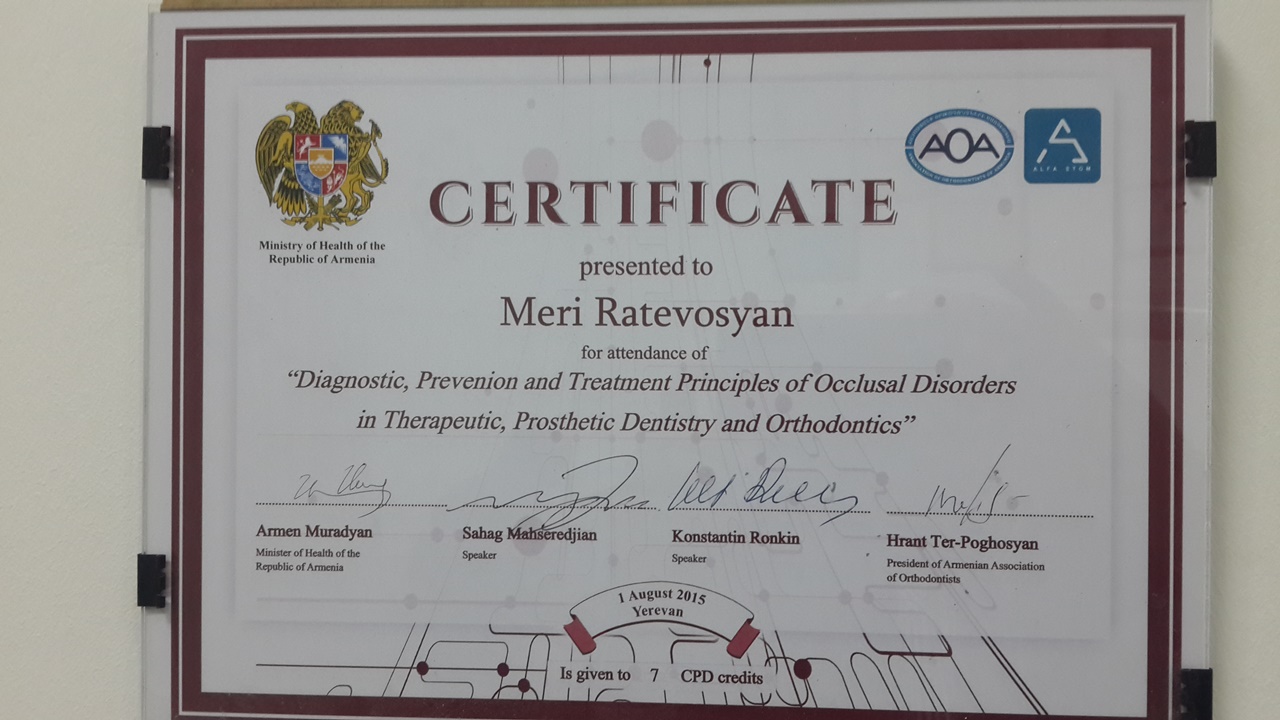 AOA
ALFA STOM
CERTIFICATE
Ministry of Health of the
Republic of Armenia
presented to
Meri Ratevosyan
for attendance of
“Diagnostic, Prevenion and Treatment Principles of Occlusal Disorders
in Therapeutic, Prosthetic Dentistry and Orthodontics”
Armen Muradyan
Minister of Health of the
Republic of Armenia
Sahag Mahseredjian
Speaker
Konstantin Ronkin
Speaker
Hrant Ter-Poghosyan
President of Armenian Association
of Orthodontists
1 August 2015
Yerevan
Is given to 7 CPD credits